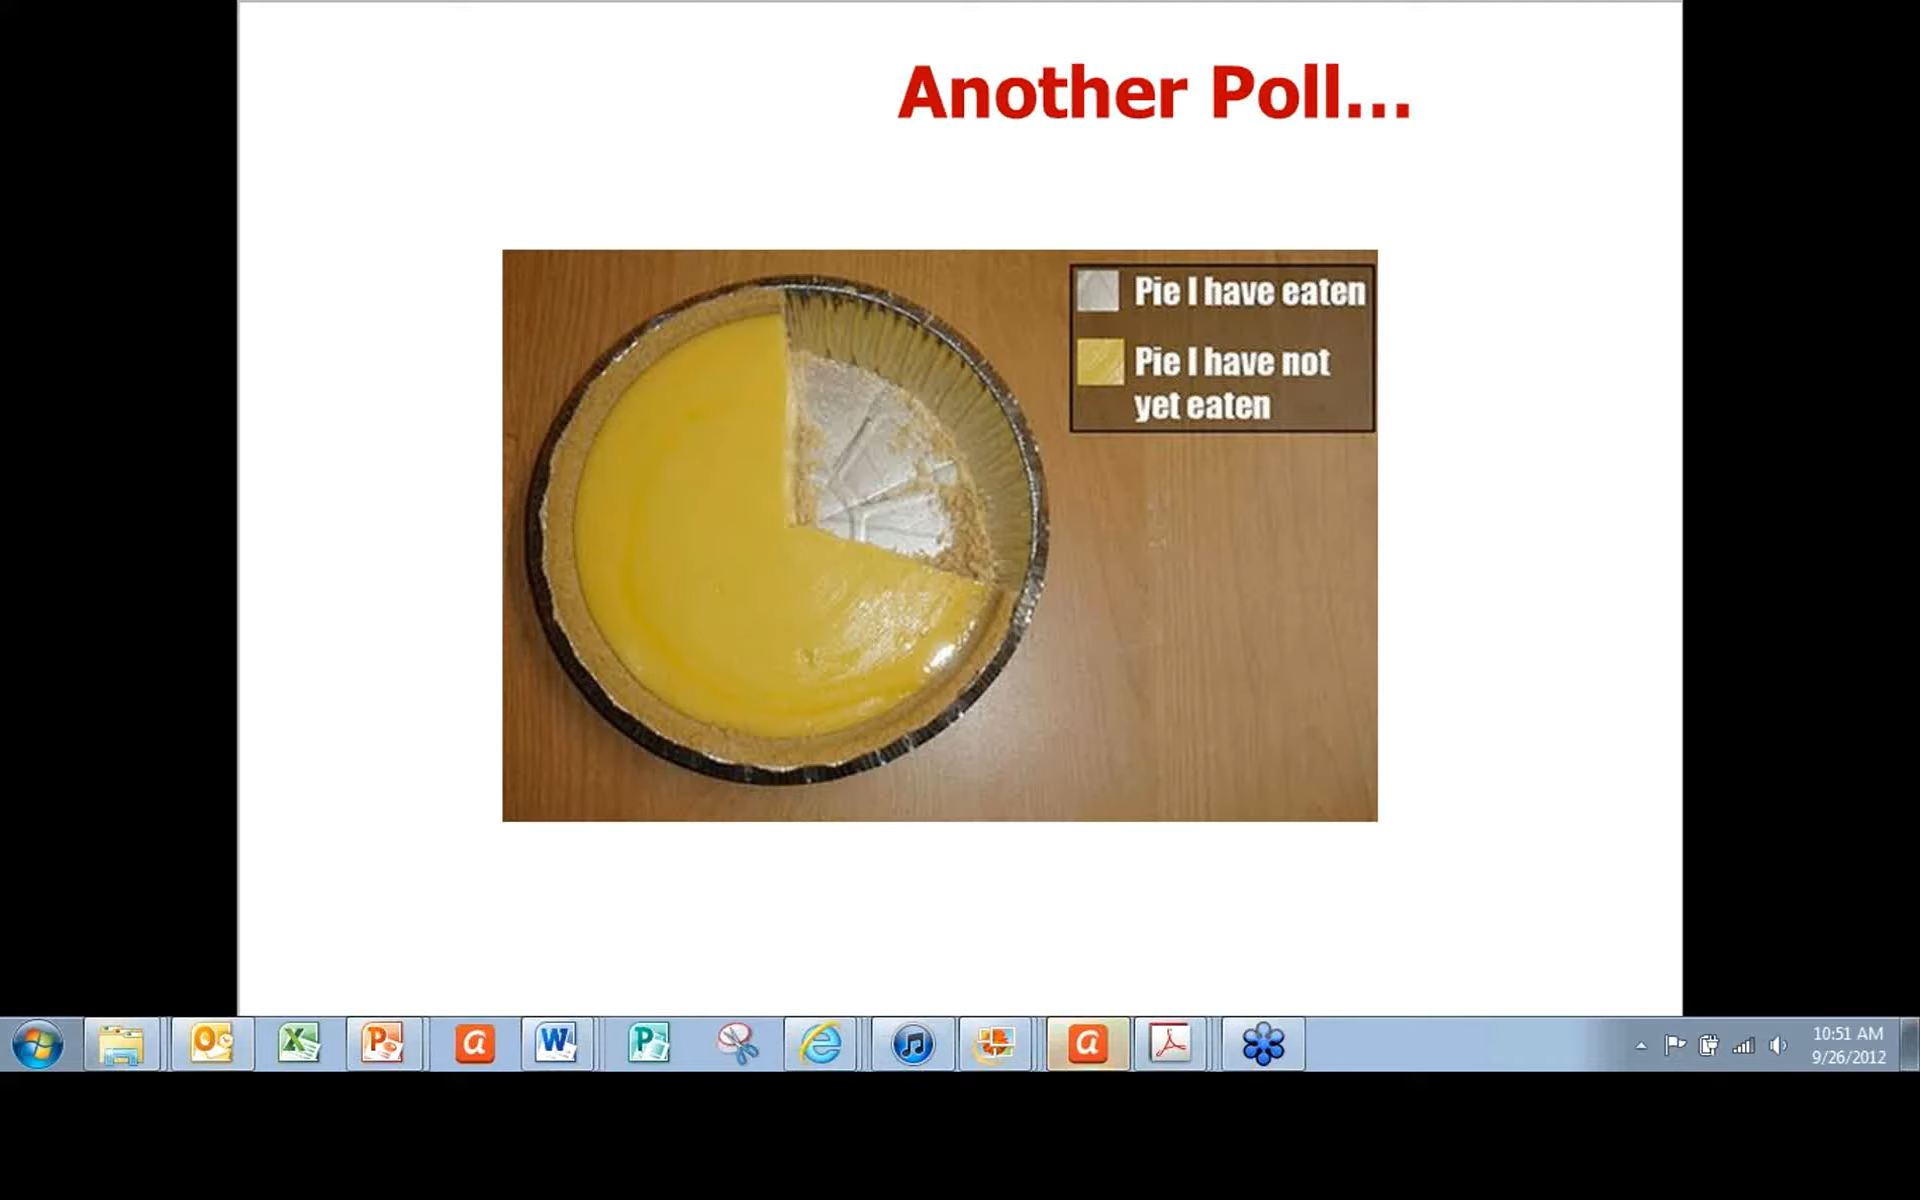 Another Poll...
Pie I have eaten
Pie I have not
yet eaten
10:51 AM
9/26/2012